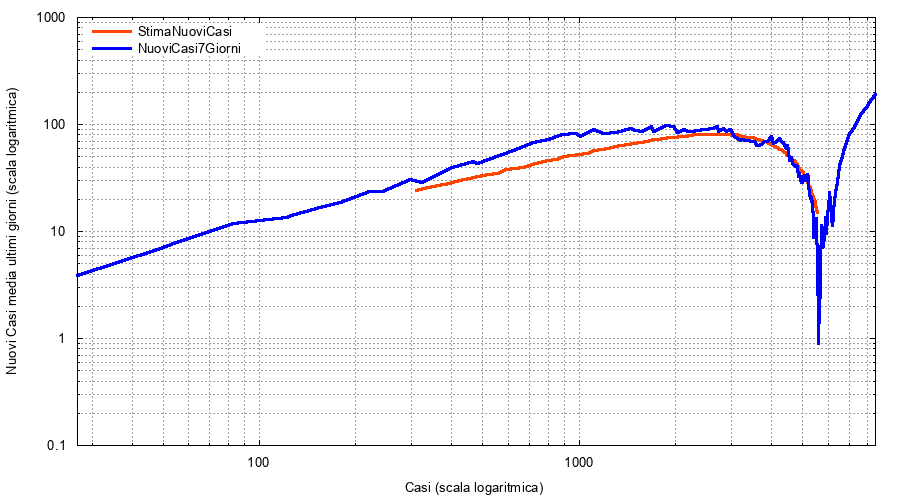 1000
StimaNuoviCasi
NuoviCasi7Giorni
100
10
1
0.1
Nuovi Casi media ultimi giorni (scala logaritmica)
100
1000
Casi (scala logaritmica)